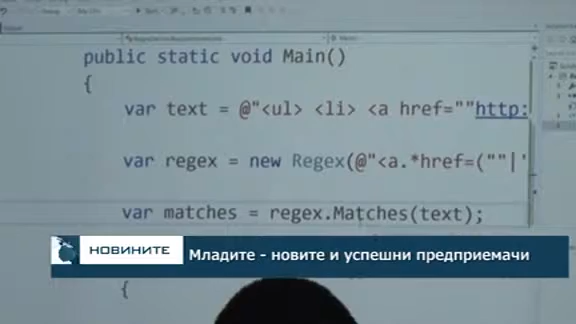 public static void Main()
{
var text = @"<ul> <li> <a href=""http:
var regex = new Regex(@"<a.*href=(""|'
var matches = regex.Matches(text);
НОВИНИТЕ
Младите - новите и успешни предприемачи
{